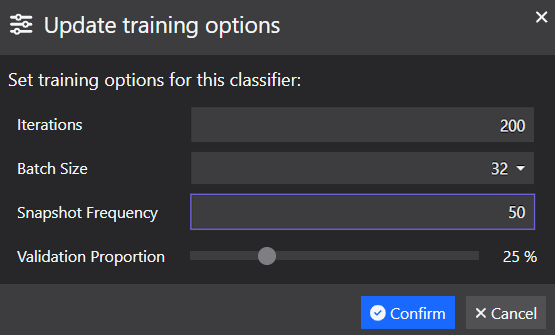 Update training options
Set training options for this classifier:
Iterations 200
Batch Size 32
Snapshot Frequency 50
Validation Proportion 25 %
Confirm Cancel